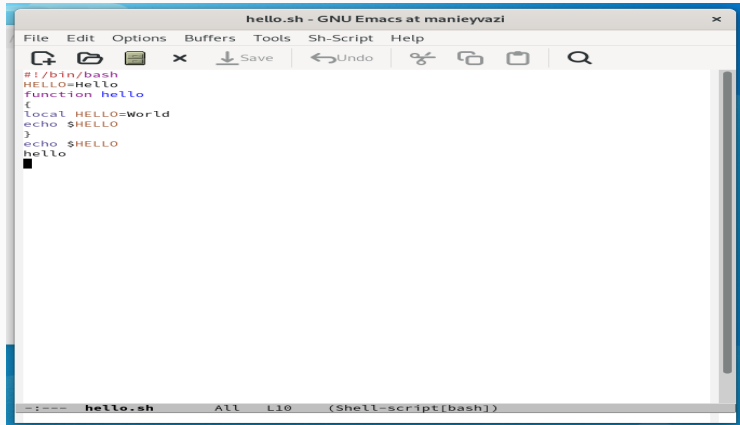 hello.sh - GNU Emacs at manieyvazi
File Edit Options Buffers Tools Sh-Script Help
Save Undo
#!/bin/bash
HELLO=Hello
function hello
{
local HELLO=World
echo $HELLO
}
echo $HELLO
hello
-:--- hello.sh All L10 (Shell-script[bash])